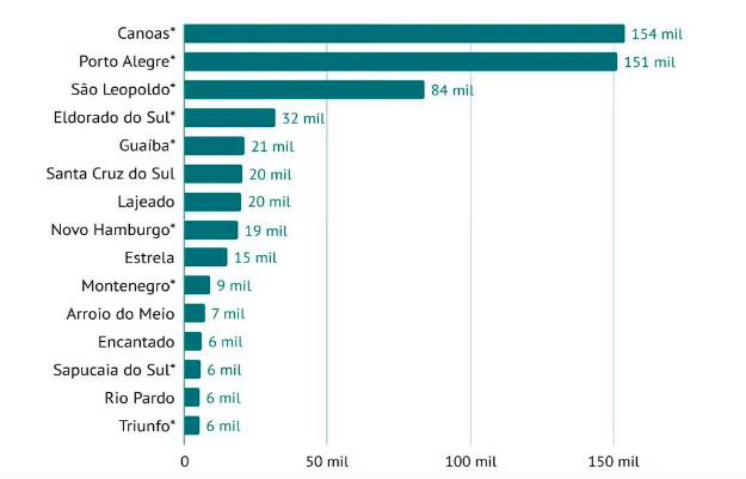 Canoas* 154 mil
Porto Alegre* 151 mil
São Leopoldo* 84 mil
Eldorado do Sul* 32 mil
Guaíba* 21 mil
Santa Cruz do Sul 20 mil
Lajeado 20 mil
Novo Hamburgo* 19 mil
Estrela 15 mil
Montenegro* 9 mil
Arroio do Meio 7 mil
Encantado 6 mil
Sapucaia do Sul* 6 mil
Rio Pardo 6 mil
Triunfo* 6 mil
0 50 mil 100 mil 150 mil